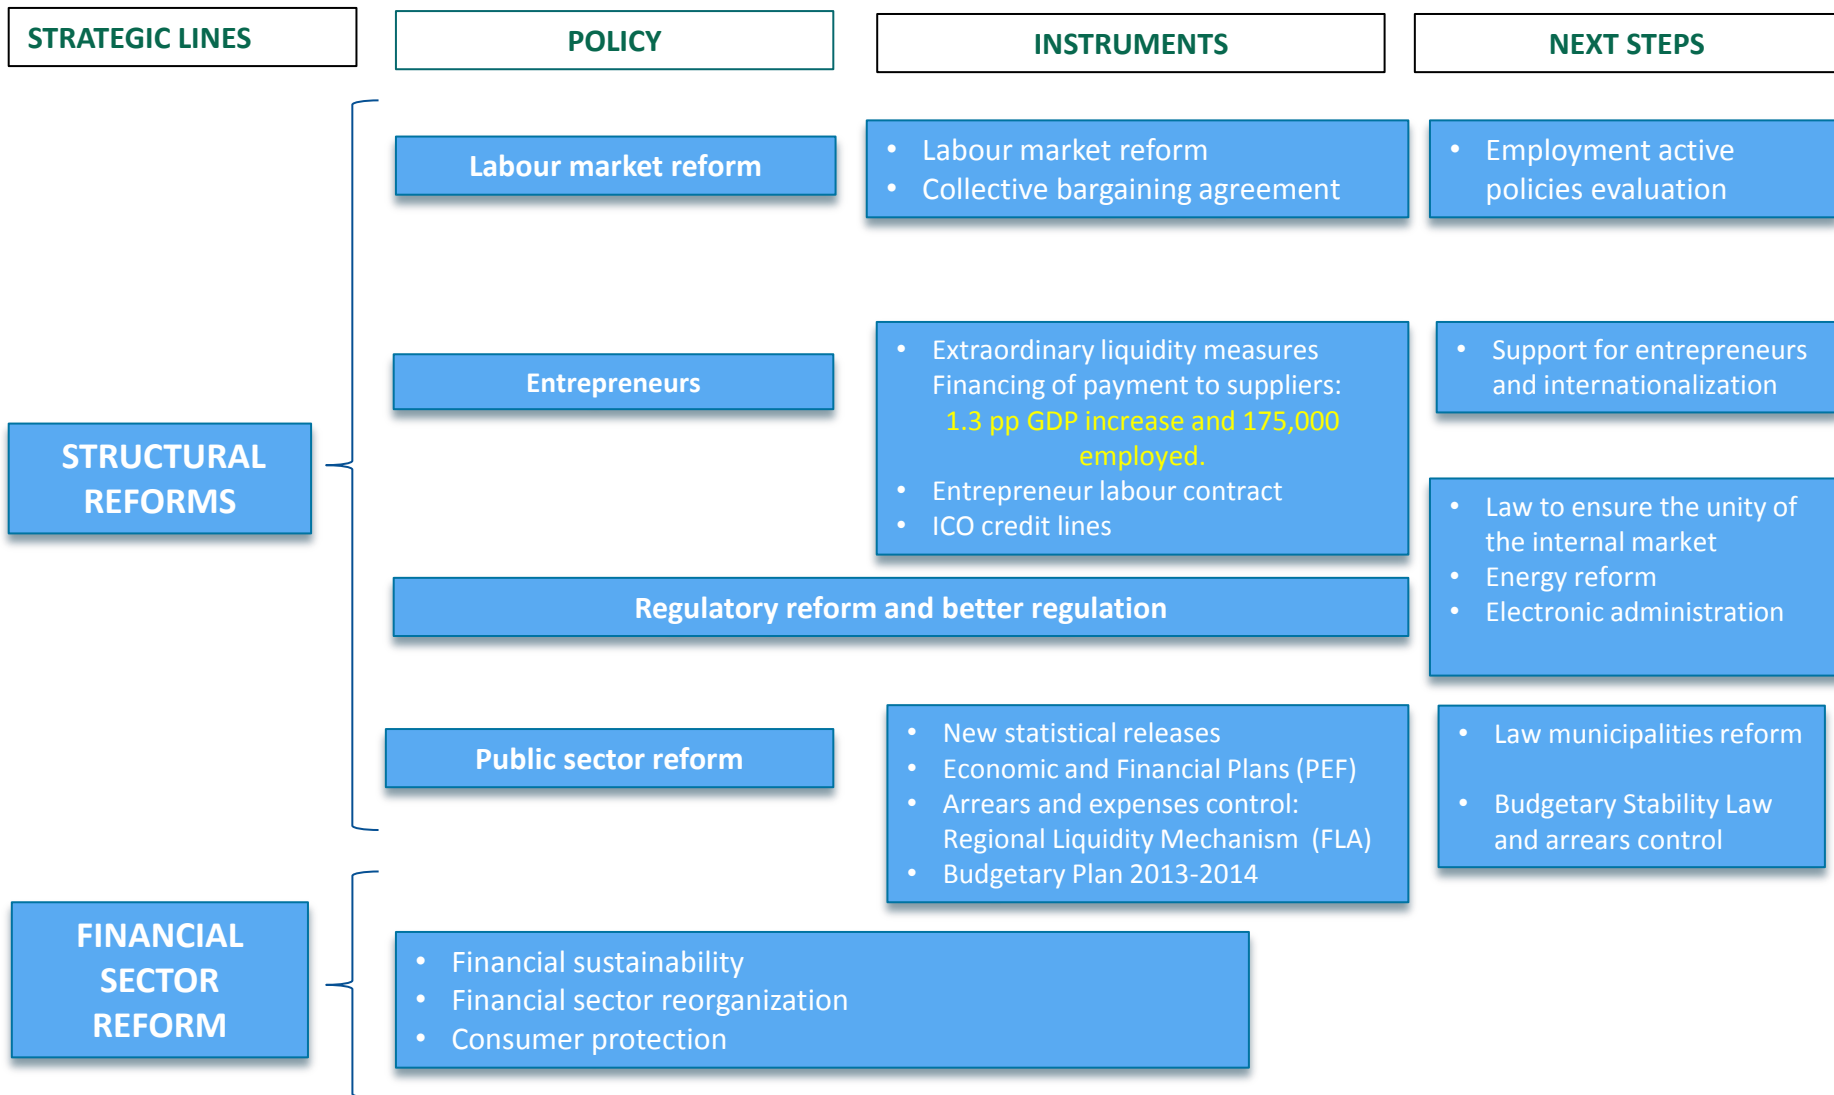 STRATEGIC LINES
POLICY
INSTRUMENTS
NEXT STEPS
STRUCTURAL
REFORMS
Labour market reform
• Labour market reform
• Collective bargaining agreement
• Employment active
policies evaluation
Entrepreneurs
• Extraordinary liquidity measures
Financing of payment to suppliers:
1.3 pp GDP increase and 175,000
employed.
• Entrepreneur labour contract
• ICO credit lines
• Support for entrepreneurs
and internationalization
Regulatory reform and better regulation
• Law to ensure the unity of
the internal market
• Energy reform
• Electronic administration
Public sector reform
• New statistical releases
• Economic and Financial Plans (PEF)
• Arrears and expenses control:
Regional Liquidity Mechanism (FLA)
• Budgetary Plan 2013-2014
• Law municipalities reform
• Budgetary Stability Law
and arrears control
FINANCIAL
SECTOR
REFORM
• Financial sustainability
• Financial sector reorganization
• Consumer protection